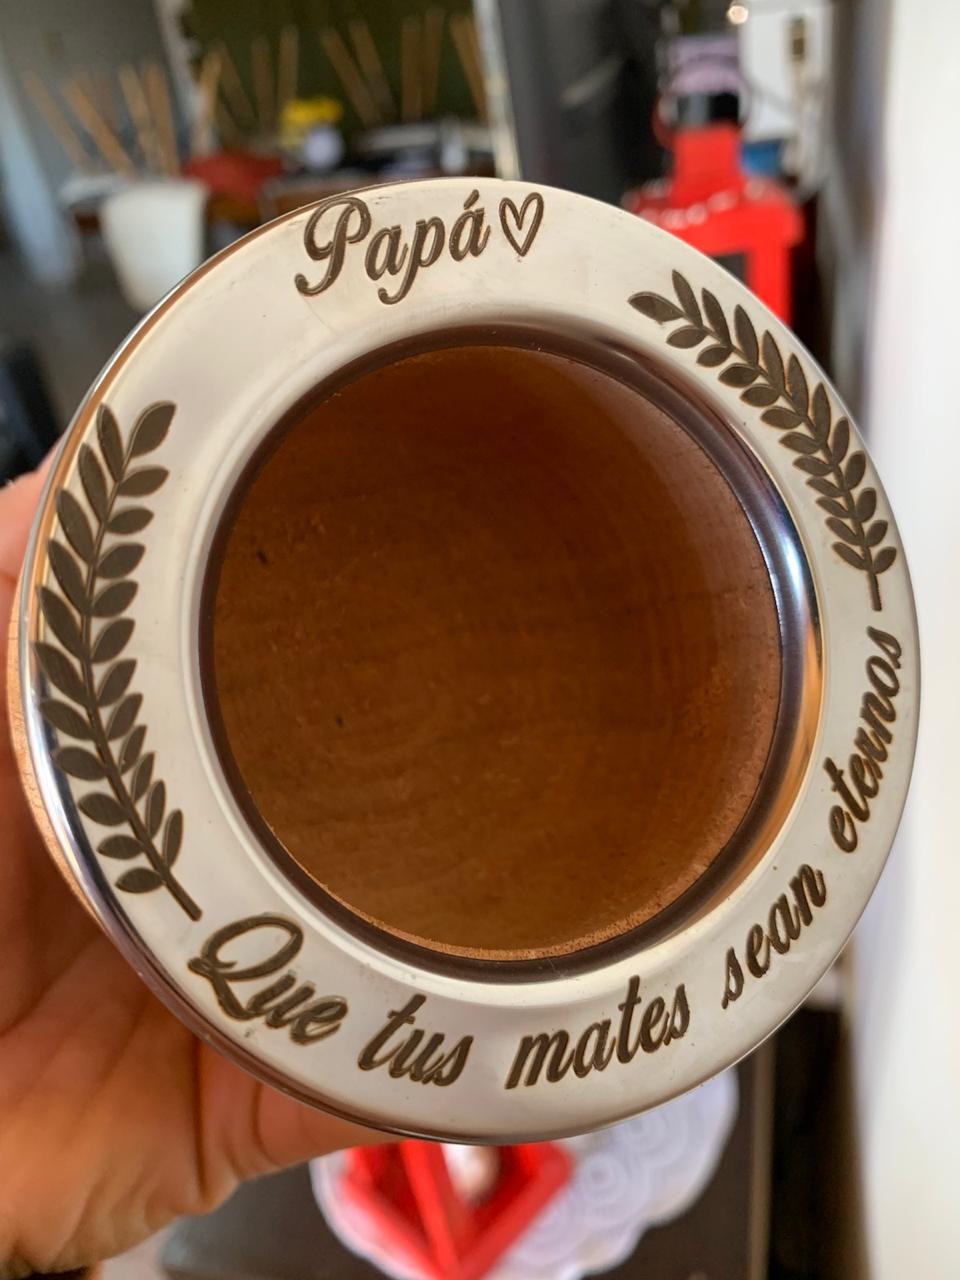 Papá♡
Que tus mates sean eternos